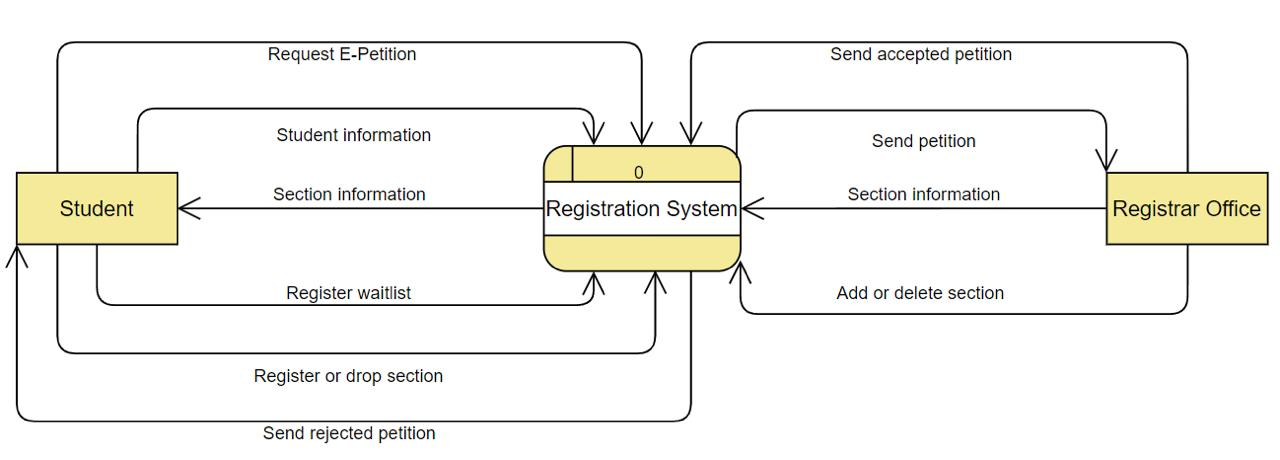 Request E-Petition
Send accepted petition
Student information
Send petition
0
Section information
Section information
Student
Registration System
Registrar Office
Register waitlist
Add or delete section
Register or drop section
Send rejected petition